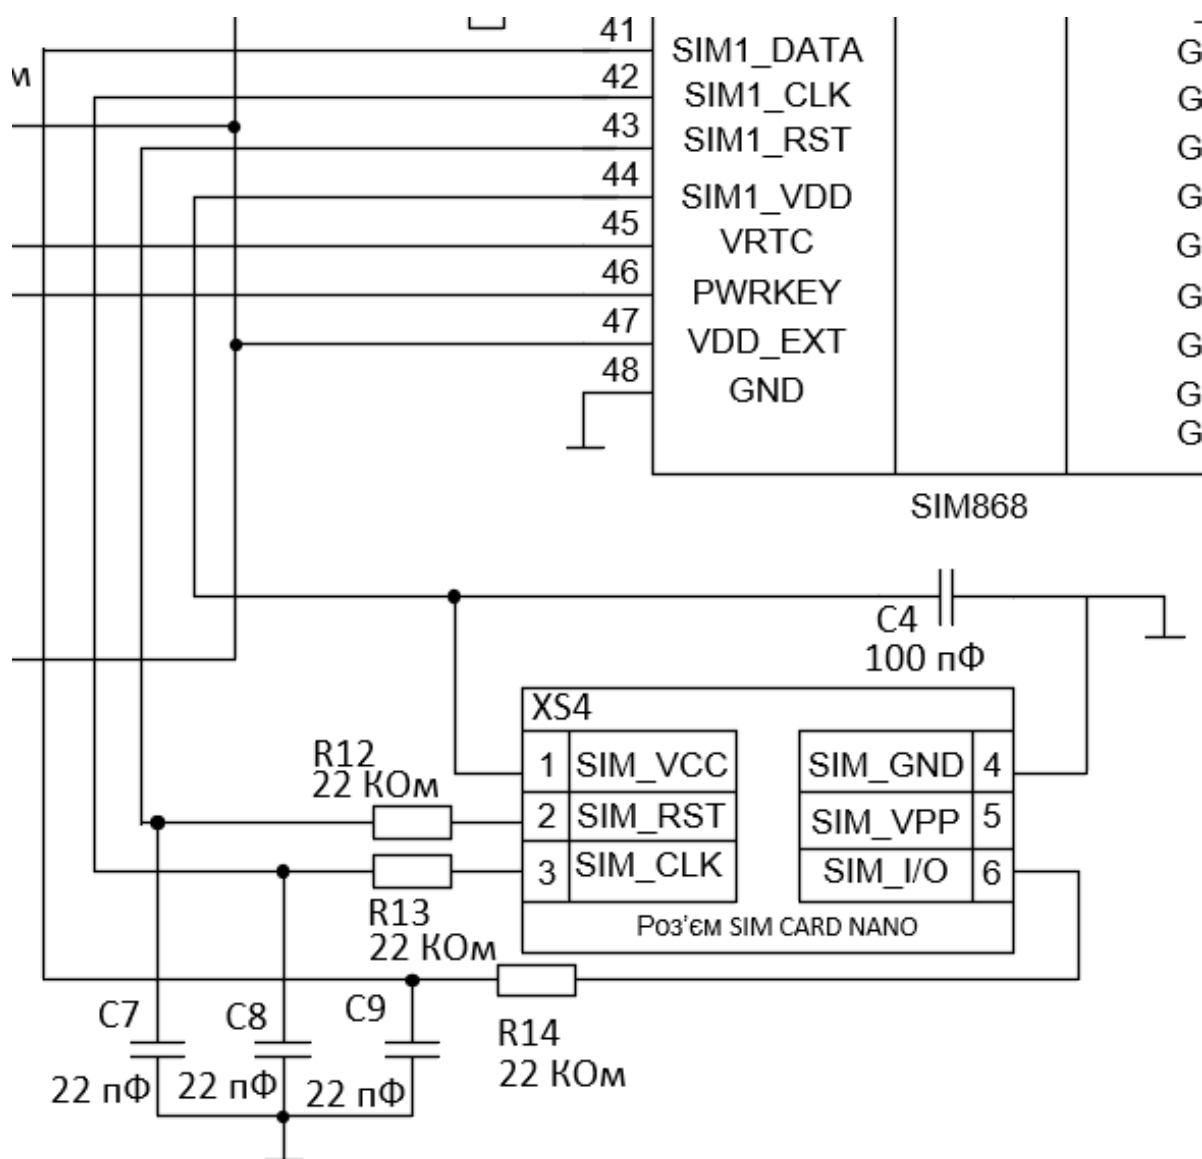 м
41
SIM1_DATA
G
42
SIM1_CLK
G
43
SIM1_RST
G
44
SIM1_VDD
G
45
VRTC
G
46
PWRKEY
G
47
VDD_EXT
G
48
GND
G
G
SIM868
C4
100 пФ
XS4
R12
22 КОм
1 SIM_VCC
SIM_GND 4
2 SIM_RST
SIM_VPP 5
3 SIM_CLK
SIM_I/O 6
R13
22 КОм
Роз'єм SIM CARD NANO
C7
C8
C9
R14
22 КОм
22 пФ
22 пФ
22 пФ